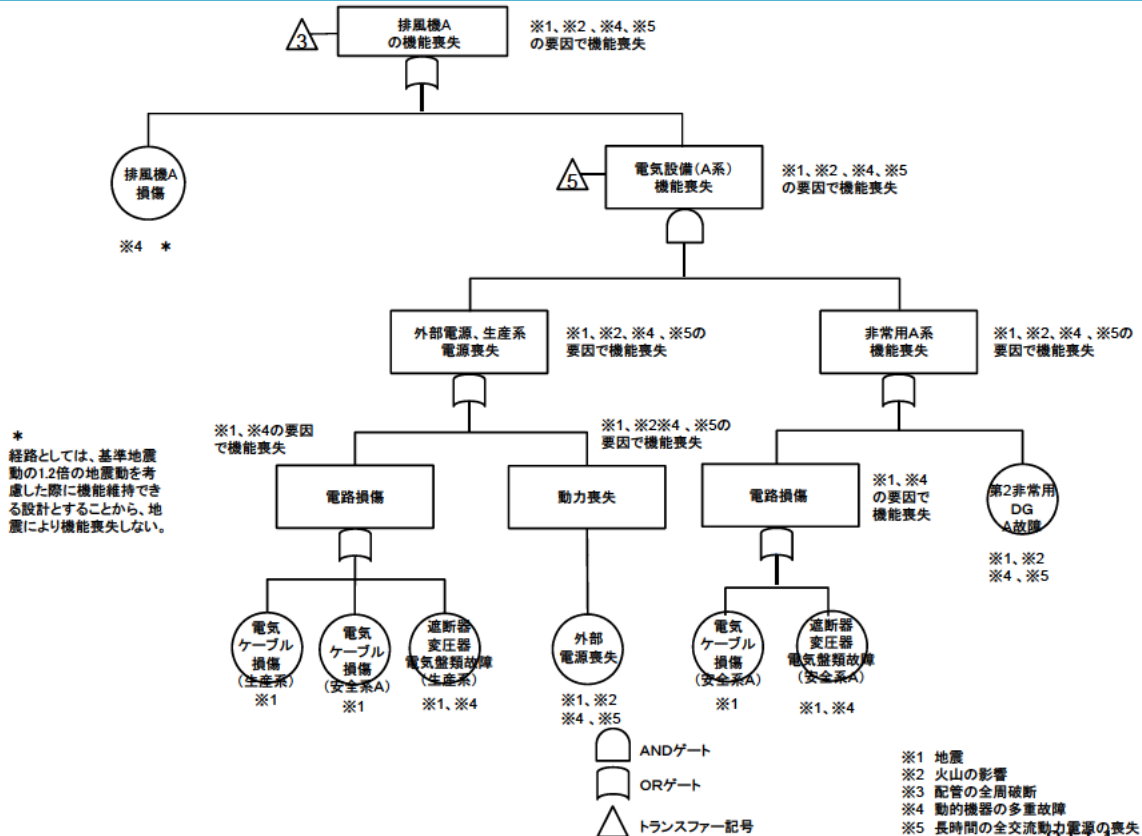 排風機A
の機能喪失
※1、※2 、※4、※5
の要因で機能喪失
3
排風機A
損傷
※4 *
電気設備(A系)
機能喪失
5
※1、※2 、※4、※5
の要因で機能喪失
外部電源、生産系
電源喪失
※1、※2、※4 、※5の
要因で機能喪失
非常用A系
機能喪失
※1、※2、※4 、※5の
要因で機能喪失
*
経路としては、基準地震
動の1.2倍の地震動を考
慮した際に機能維持でき
る設計とすることから、地
震により機能喪失しない。
※1、※4の要因
で機能喪失
電路損傷
※1、※2※4 、※5の
要因で機能喪失
動力喪失
電路損傷
※1、※4
の要因で
機能喪失
第2非常用
DG
A故障
※1、※2
※4 、※5
電気
ケーブル
損傷
(生産系)
※1
電気
ケーブル
損傷
(安全系A)
※1
遮断器
変圧器
電気盤類故障
(生産系)
※1、※4
外部
電源喪失
※1、※2
※4 、※5
電気
ケーブル
損傷
(安全系A)
※1
遮断器
変圧器
電気盤類故障
(安全系A)
※1、※4
ANDゲート
ORゲート
トランスファー記号
※1 地震
※2 火山の影響
※3 配管の全周破断
※4 動的機器の多重故障
※5 長時間の全交流動力電源の喪失